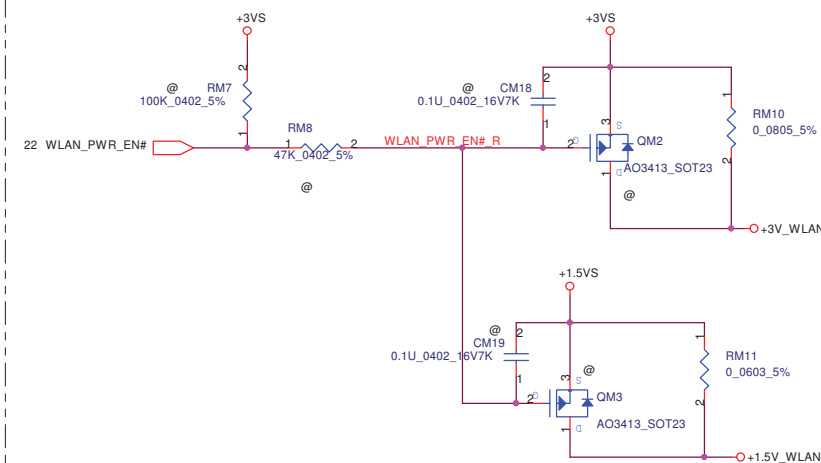 +3VS
@
RM7
100K_0402_5%
2
1
22 WLAN_PWR_EN#
RM8
1
2
47K_0402_5%
@
WLAN_PWR_EN#_R
+3VS
@
CM18
0.1U_0402_16V7K
2
1
3
S
2
G
QM2
AO3413_SOT23
D
1
@
1
RM10
0_0805_5%
2
+3V_WLAN
+1.5VS
@
CM19
0.1U_0402_16V7K
2
1
@
3
S
2
G
QM3
AO3413_SOT23
D
1
1
RM11
0_0603_5%
2
+1.5V_WLAN